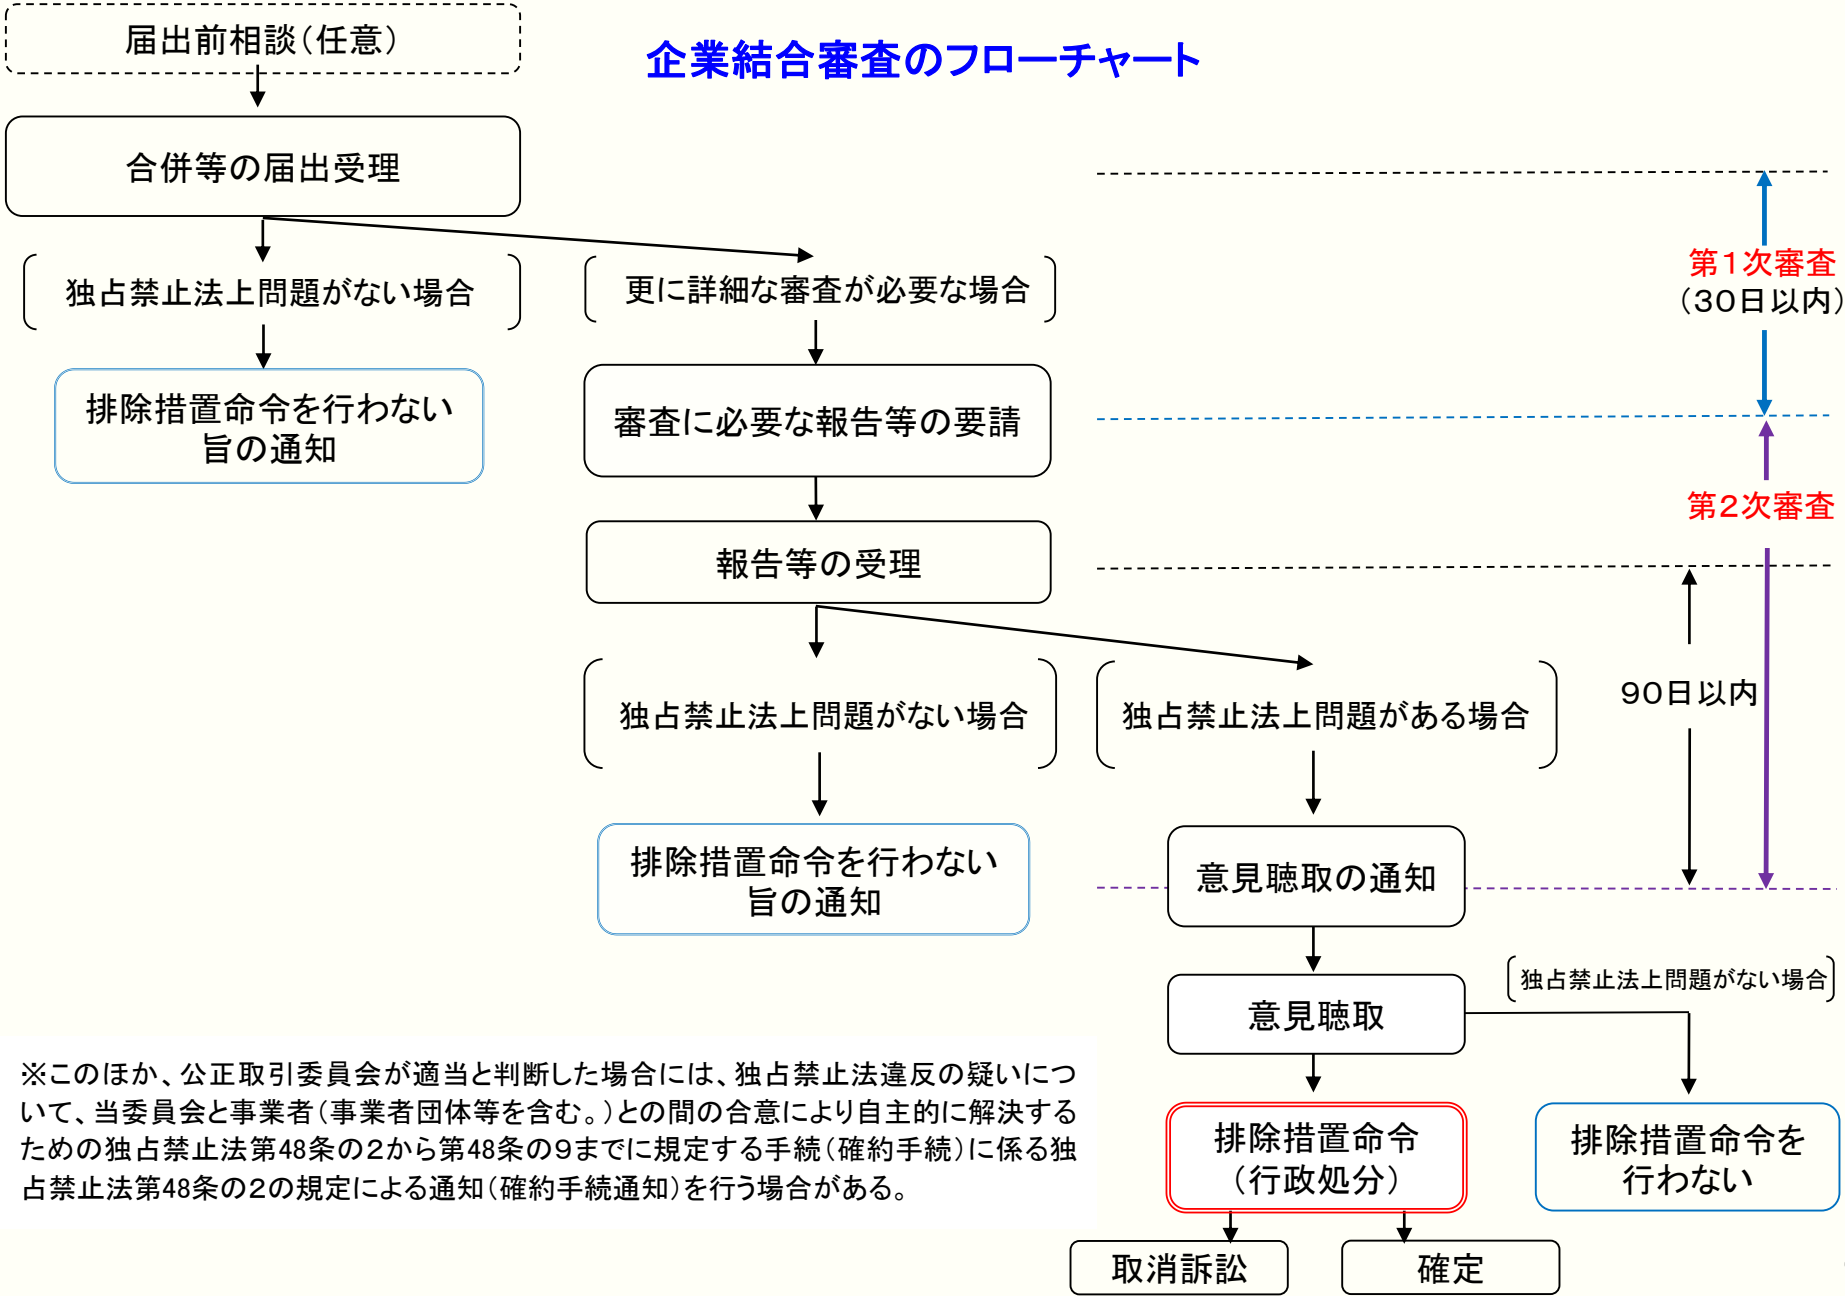 届出前相談(任意)
企業結合審査のフローチャート
合併等の届出受理
独占禁止法上問題がない場合
更に詳細な審査が必要な場合
第1次審査
(30日以内)
排除措置命令を行わない
旨の通知
審査に必要な報告等の要請
第2次審査
報告等の受理
90日以内
独占禁止法上問題がない場合
独占禁止法上問題がある場合
排除措置命令を行わない
旨の通知
意見聴取の通知
独占禁止法上問題がない場合
意見聴取
※このほか、公正取引委員会が適当と判断した場合には、独占禁止法違反の疑いにつ
いて、当委員会と事業者(事業者団体等を含む。)との間の合意により自主的に解決する
ための独占禁止法第48条の2から第48条の9までに規定する手続(確約手続)に係る独
占禁止法第48条の2の規定による通知(確約手続通知)を行う場合がある。
排除措置命令
(行政処分)
排除措置命令を
行わない
取消訴訟
確定